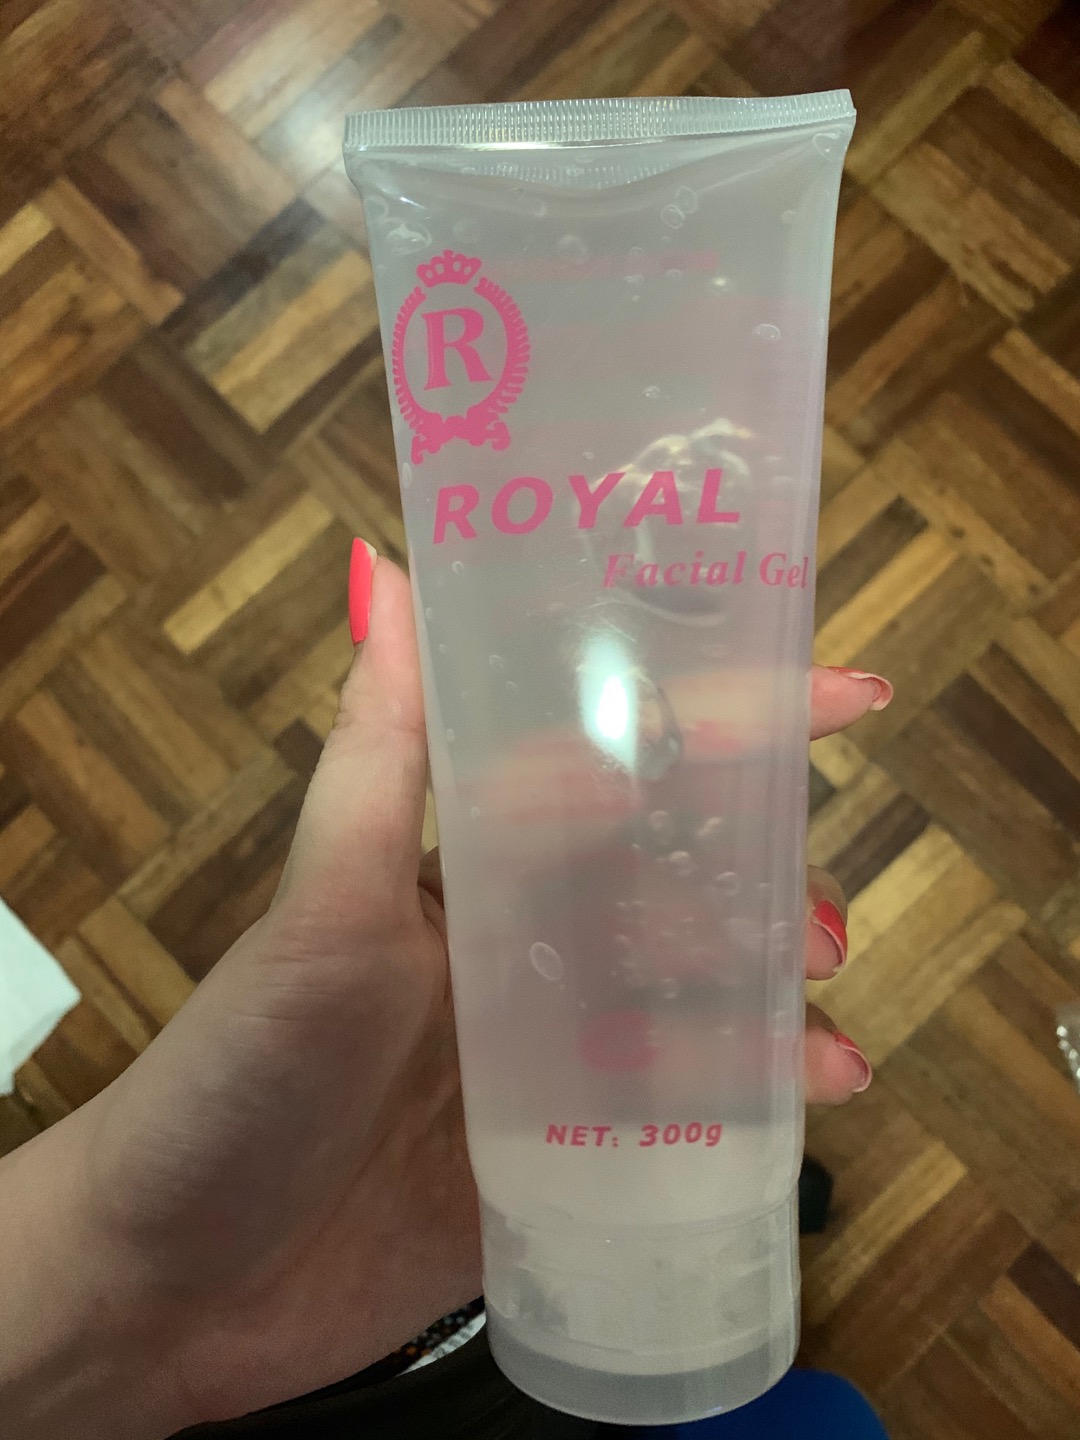 R
ROYAL
Facial Gel
NET: 300g